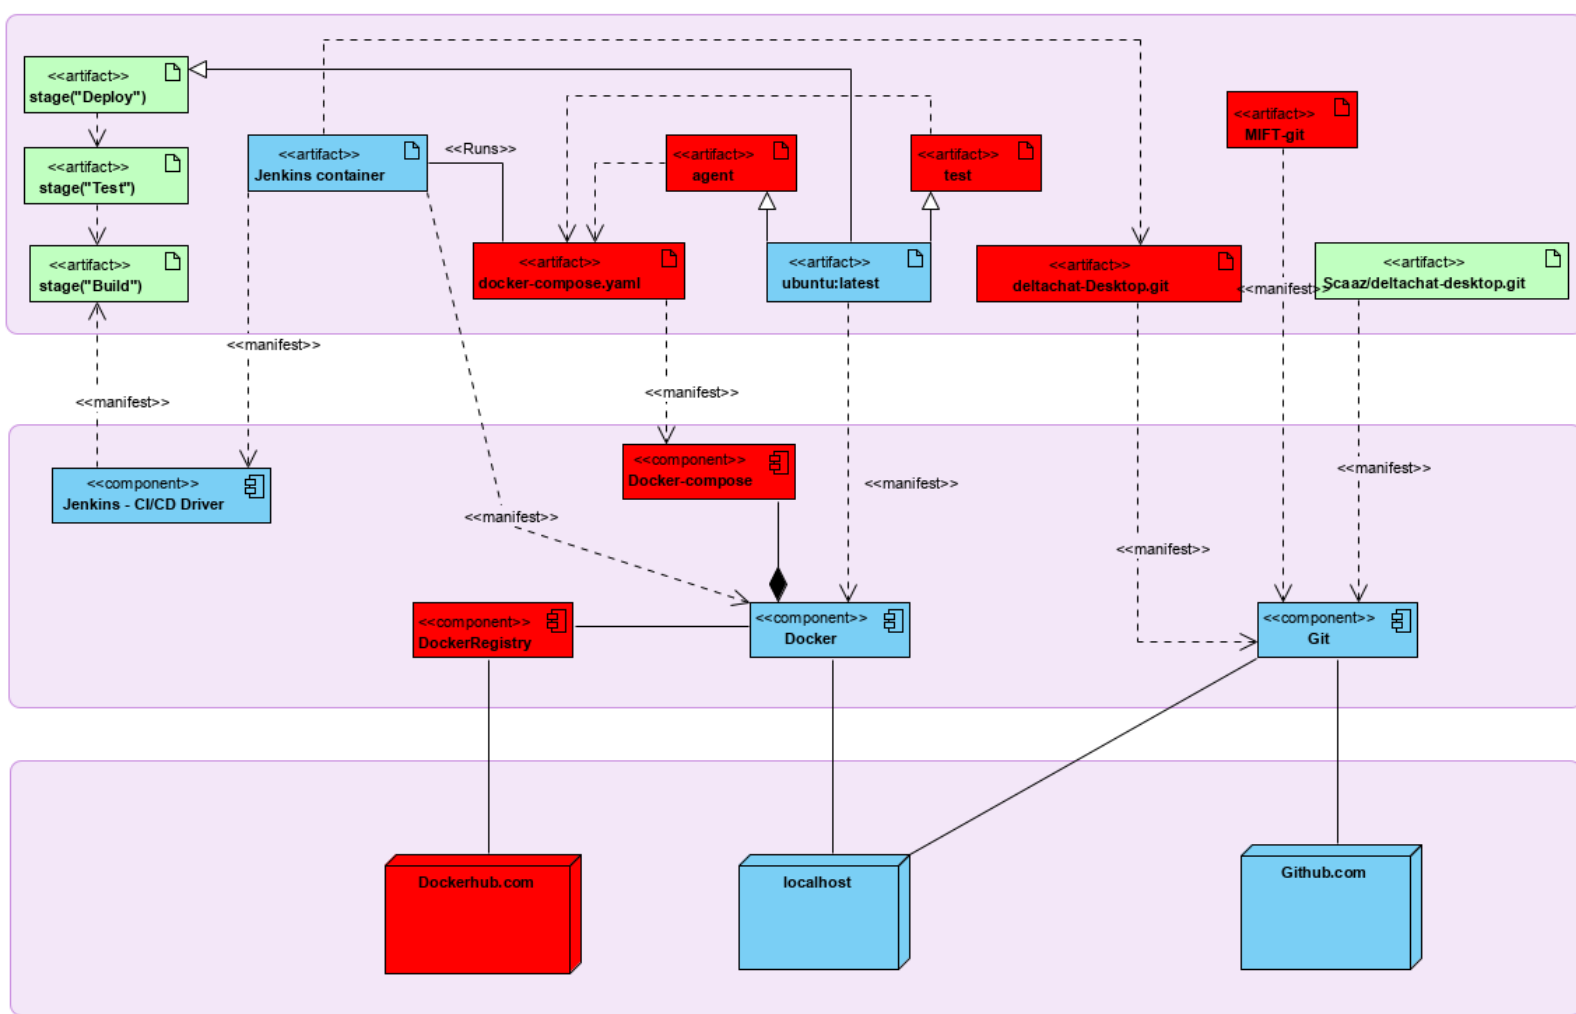 <<artifact>>
stage("Deploy")
<<artifact>>
stage("Test")
<<artifact>>
stage("Build")
<<artifact>>
Jenkins container
<<Runs>>
<<artifact>>
agent
<<artifact>>
test
<<artifact>>
MIFT-git
<<artifact>>
docker-compose.yaml
<<artifact>>
ubuntu:latest
<<artifact>>
deltachat-Desktop.git
<<manifest>>
<<artifact>>
Scaaz/deltachat-desktop.git
<<manifest>>
<<manifest>>
<<manifest>>
<<component>>
Jenkins - CI/CD Driver
<<component>>
Docker-compose
<<manifest>>
<<manifest>>
<<manifest>>
<<manifest>>
<<component>>
DockerRegistry
<<component>>
Docker
<<component>>
Git
Dockerhub.com
localhost
Github.com